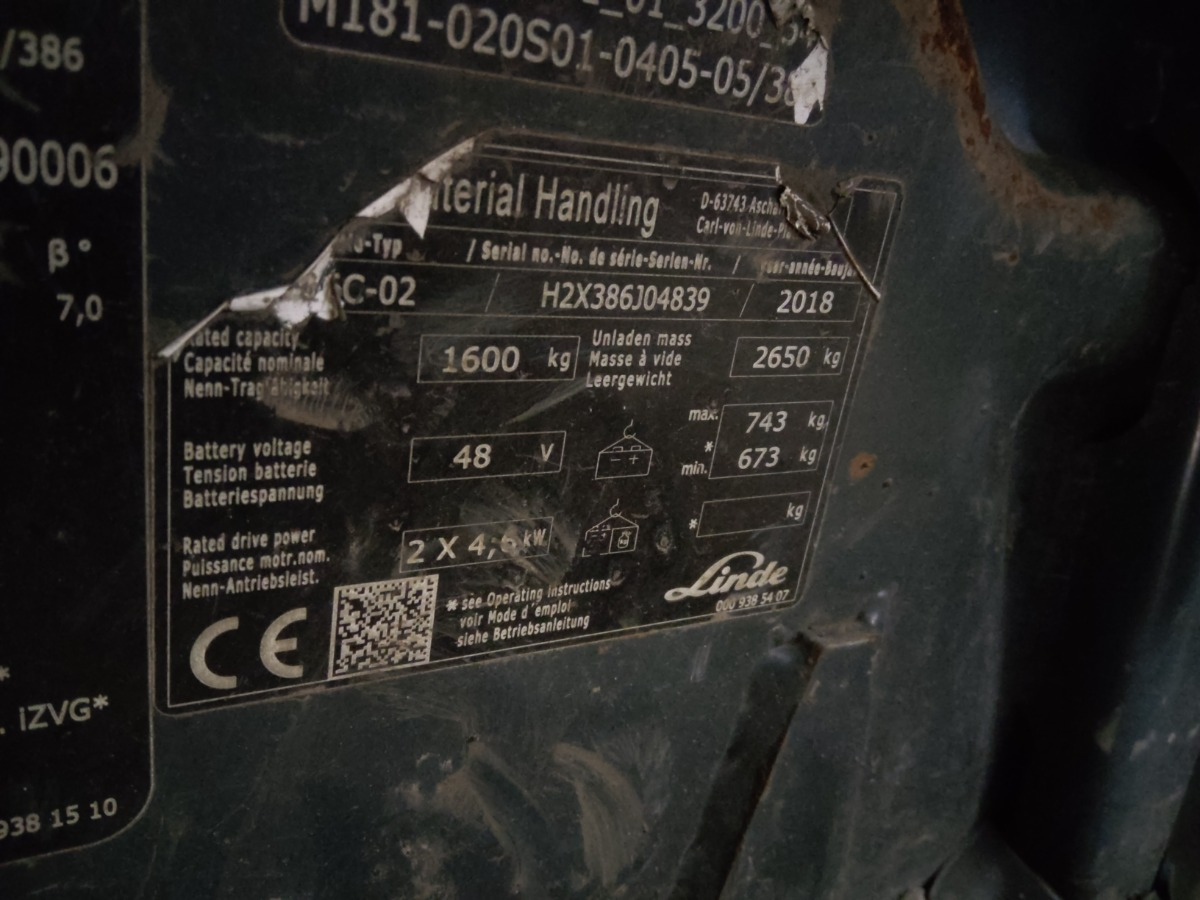 /386
90006
β °
7,0
. iZVG*
938 15 10
M181-020S01-0405-05/38
Handling
D-63743
Carl-von-Linde-
-Typ / Serial no.-No. de série-Serien-Nr. /
C-02 / H2X386J04839 / 2018
Rated capacity
Capacité nominale
Nenn-Tragfähigkeit
1600 kg
Unladen mass
Masse à vide
Leergewicht
2650 kg
Battery voltage
Tension batterie
Batteriespannung
48 V
max. 743 kg
*
min. 673 kg
Rated drive power
Puissance motr.nom.
Nenn-Antriebsleist.
2 X 4,6 kW
* kg
CE
* see Operating instructions
voir Mode d'emploi
siehe Betriebsanleitung
Linde
000 938 54 07